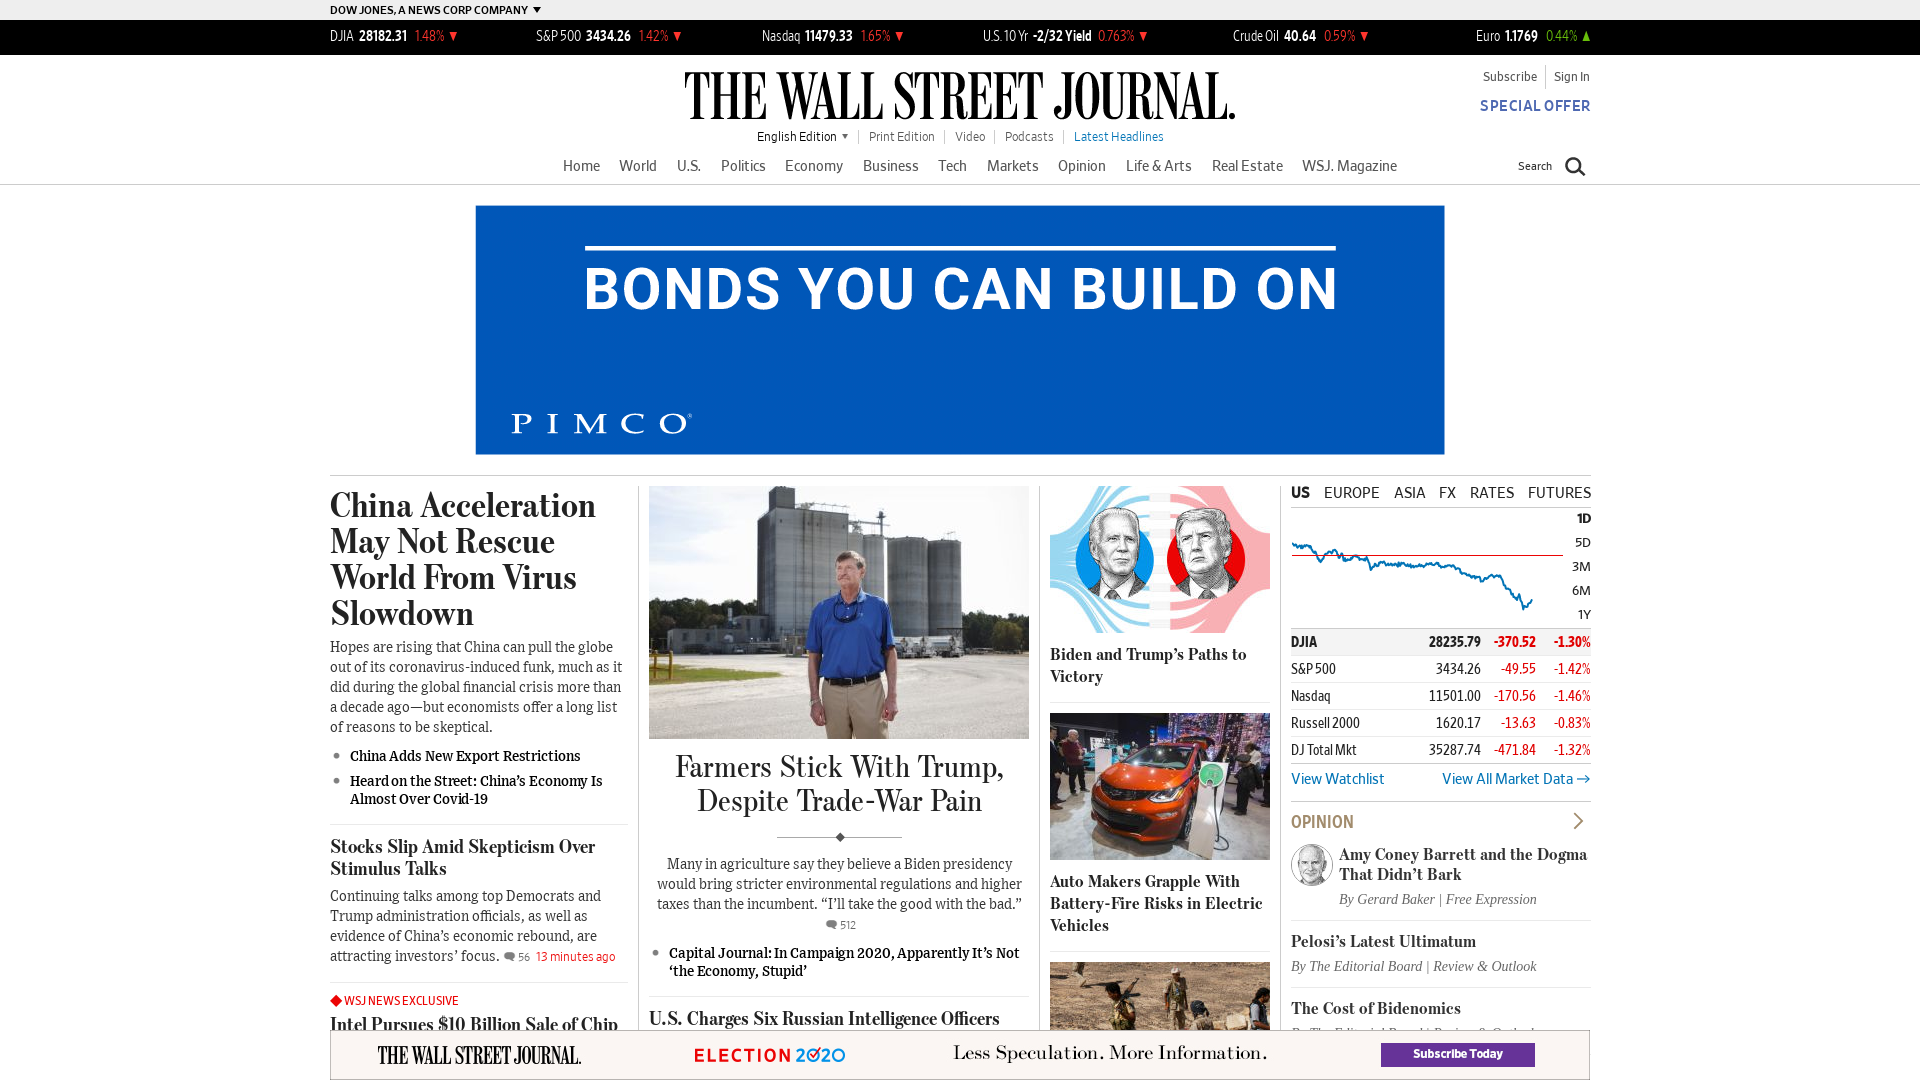 DOW JONES, A NEWS CORP COMPANY
DJIA 28182.31 1.48%
S&P 500 3434.26 1.42%
Nasdaq 11479.33 1.65%
U.S. 10 Yr -2/32 Yield 0.763%
Crude Oil 40.64 0.59%
Euro 1.1769 0.44%
THE WALL STREET JOURNAL.
Subscribe
Sign In
SPECIAL OFFER
English Edition
Print Edition
Video
Podcasts
Latest Headlines
Home World U.S. Politics Economy Business Tech Markets Opinion Life & Arts Real Estate WSJ. Magazine
Search
BONDS YOU CAN BUILD ON
PIMCO®
China Acceleration
May Not Rescue
World From Virus
Slowdown
Hopes are rising that China can pull the globe
out of its coronavirus-induced funk, much as it
did during the global financial crisis more than
a decade ago—but economists offer a long list
of reasons to be skeptical.
China Adds New Export Restrictions
Heard on the Street: China’s Economy Is
Almost Over Covid-19
Stocks Slip Amid Skepticism Over
Stimulus Talks
Continuing talks among top Democrats and
Trump administration officials, as well as
evidence of China’s economic rebound, are
attracting investors’ focus. 56 13 minutes ago
WSJ NEWS EXCLUSIVE
Intel Pursues $10 Billion Sale of Chip
Farmers Stick With Trump,
Despite Trade-War Pain
Many in agriculture say they believe a Biden presidency
would bring stricter environmental regulations and higher
taxes than the incumbent. “I’ll take the good with the bad.”
512
Capital Journal: In Campaign 2020, Apparently It’s Not
‘the Economy, Stupid’
U.S. Charges Six Russian Intelligence Officers
Biden and Trump’s Paths to
Victory
Auto Makers Grapple With
Battery-Fire Risks in Electric
Vehicles
US EUROPE ASIA FX RATES FUTURES
1D
5D
3M
6M
1Y
DJIA 28235.79 -370.52 -1.30%
S&P 500 3434.26 -49.55 -1.42%
Nasdaq 11501.00 -170.56 -1.46%
Russell 2000 1620.17 -13.63 -0.83%
DJ Total Mkt 35287.74 -471.84 -1.32%
View Watchlist
View All Market Data
OPINION
Amy Coney Barrett and the Dogma
That Didn’t Bark
By Gerard Baker | Free Expression
Pelosi’s Latest Ultimatum
By The Editorial Board | Review & Outlook
The Cost of Bidenomics
THE WALL STREET JOURNAL.
ELECTION 2020
Less Speculation. More Information.
Subscribe Today